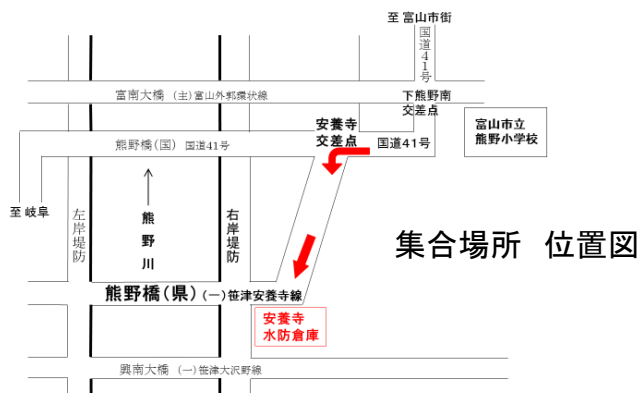 至 富山市街
国道41号
富南大橋 (主)富山外郭環状線
下熊野南
交差点
安養寺
交差点
富山市立
熊野小学校
熊野橋(国) 国道41号
国道41号
至 岐阜
左岸堤防
熊野川
右岸堤防
集合場所 位置図
熊野橋(県)(一)笹津安養寺線
安養寺
水防倉庫
興南大橋 (一)笹津大沢野線